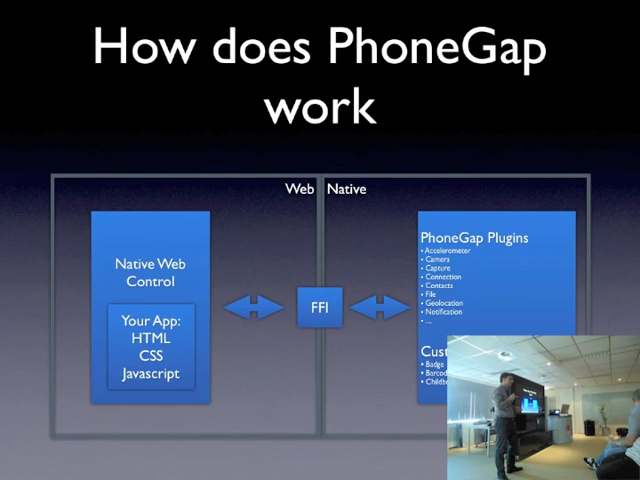 How does PhoneGap
work
Web
Native
Native Web
Control
Your App:
HTML
CSS
Javascript
FFI
PhoneGap Plugins
• Accelerometer
• Camera
• Capture
• Connection
• Contacts
• File
• Geolocation
• Notification
• ...
• Badge